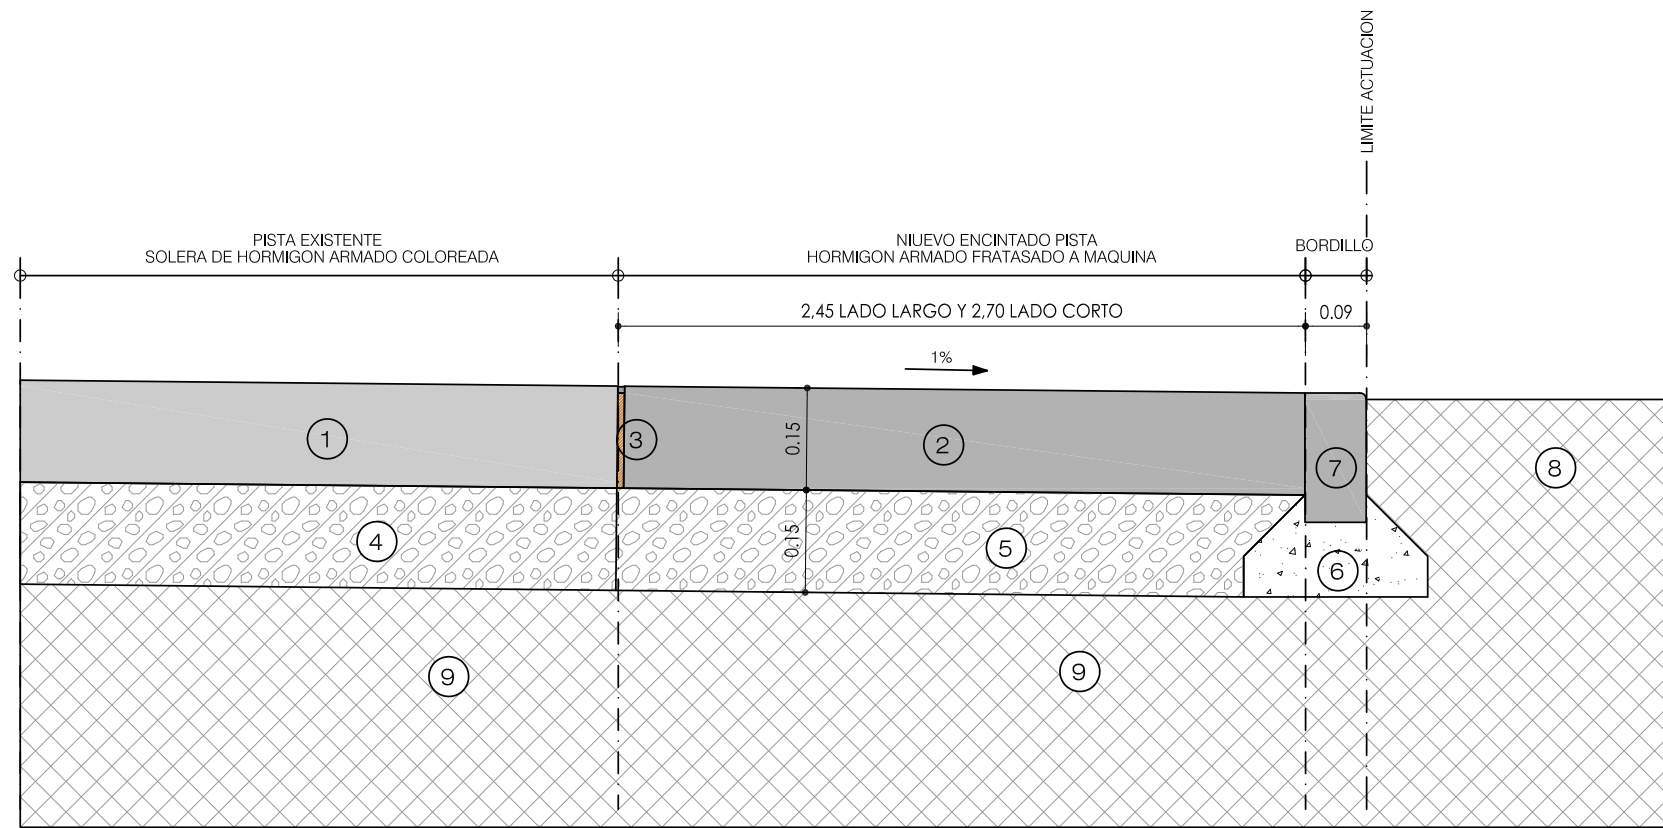 LIMITE ACTUACION
PISTA EXISTENTE
SOLERA DE HORMIGON ARMADO COLOREADA
NIUEVO ENCINTADO PISTA
HORMIGON ARMADO FRATASADO A MAQUINA
BORDILLO
2,45 LADO LARGO Y 2,70 LADO CORTO
0.09
1%
1
3
0.15
2
7
8
4
0.15
5
6
9
9